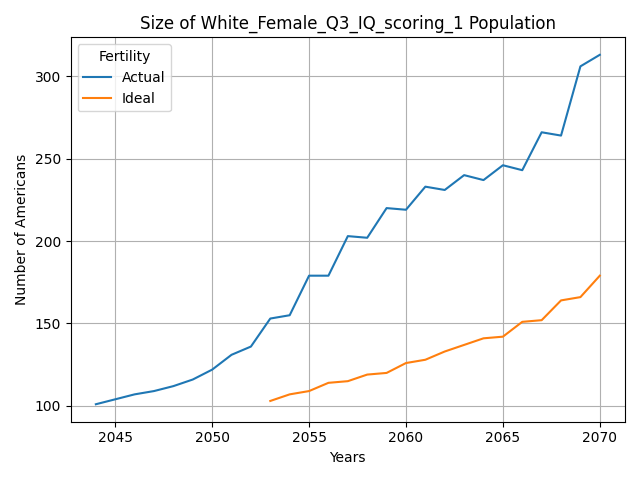 Size of White_Female_Q3_IQ_scoring_1 Population
Fertility
Actual
Ideal
Number of Americans
300
250
200
150
100
2045 2050 2055 2060 2065 2070
Years